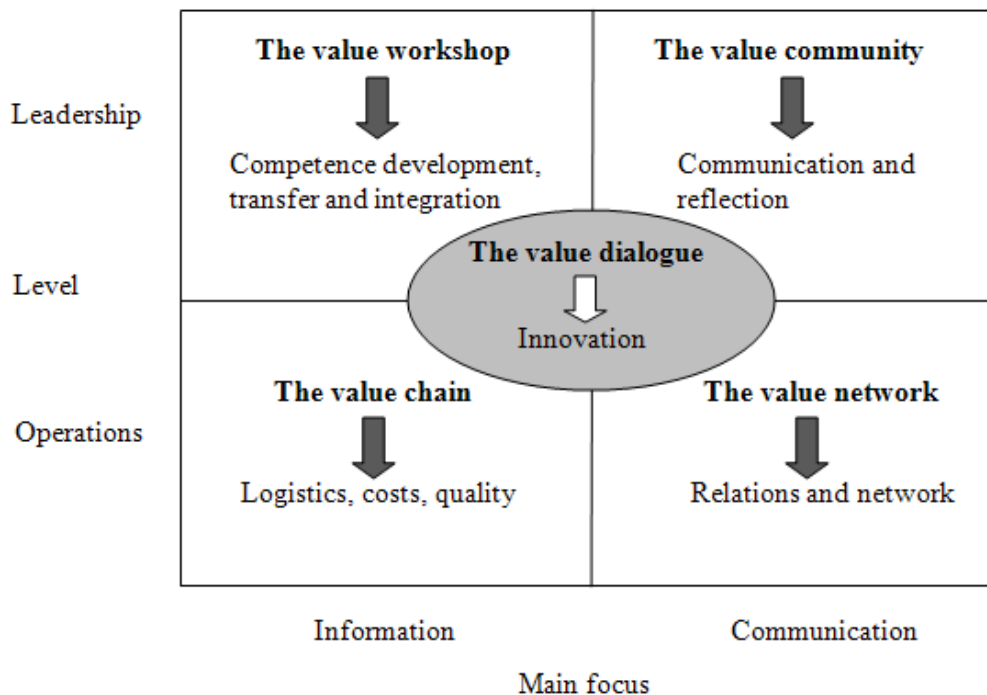 The value workshop
The value community
Leadership
Competence development,
transfer and integration
Communication and
reflection
The value dialogue
Level
Innovation
The value chain
The value network
Operations
Logistics, costs, quality
Relations and network
Information
Communication
Main focus